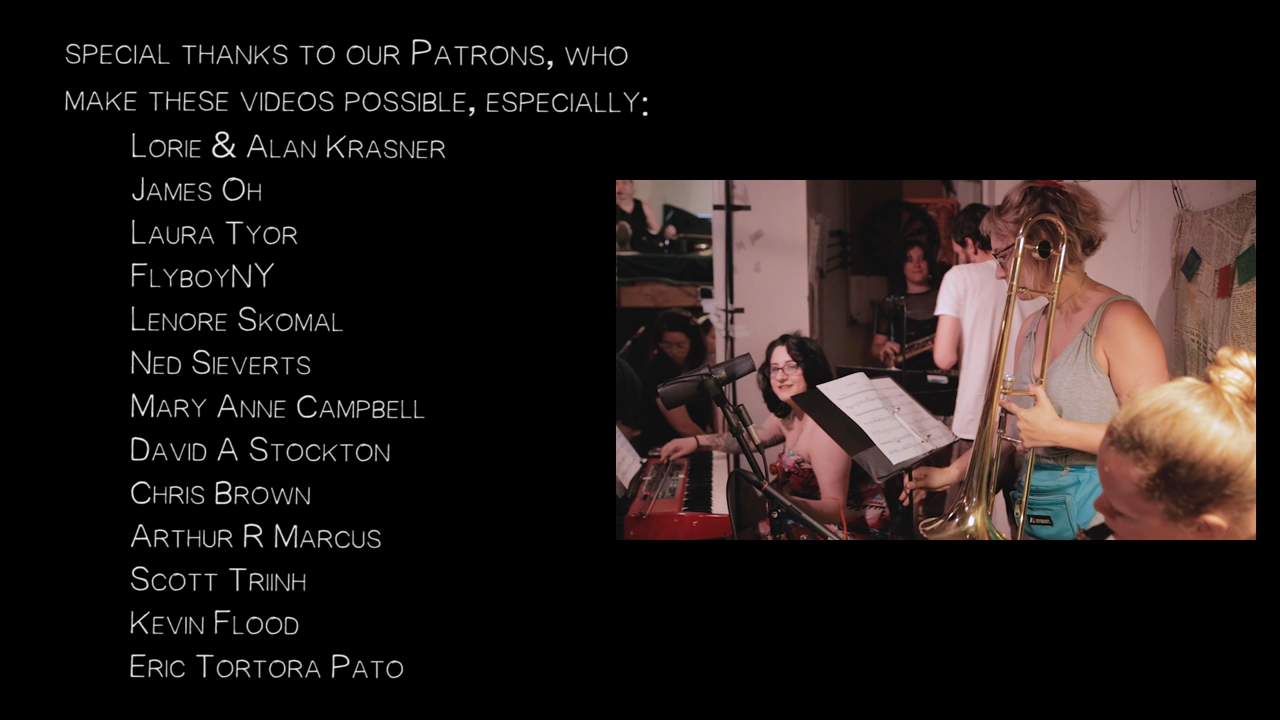 special thanks to our Patrons, who
make these videos possible, especially:
Lorie & Alan Krasner
James Oh
Laura Tyor
FlyboyNY
Lenore Skomal
Ned Sieverts
Mary Anne Campbell
David A Stockton
Chris Brown
Arthur R Marcus
Scott Triinh
Kevin Flood
Eric Tortora Pato